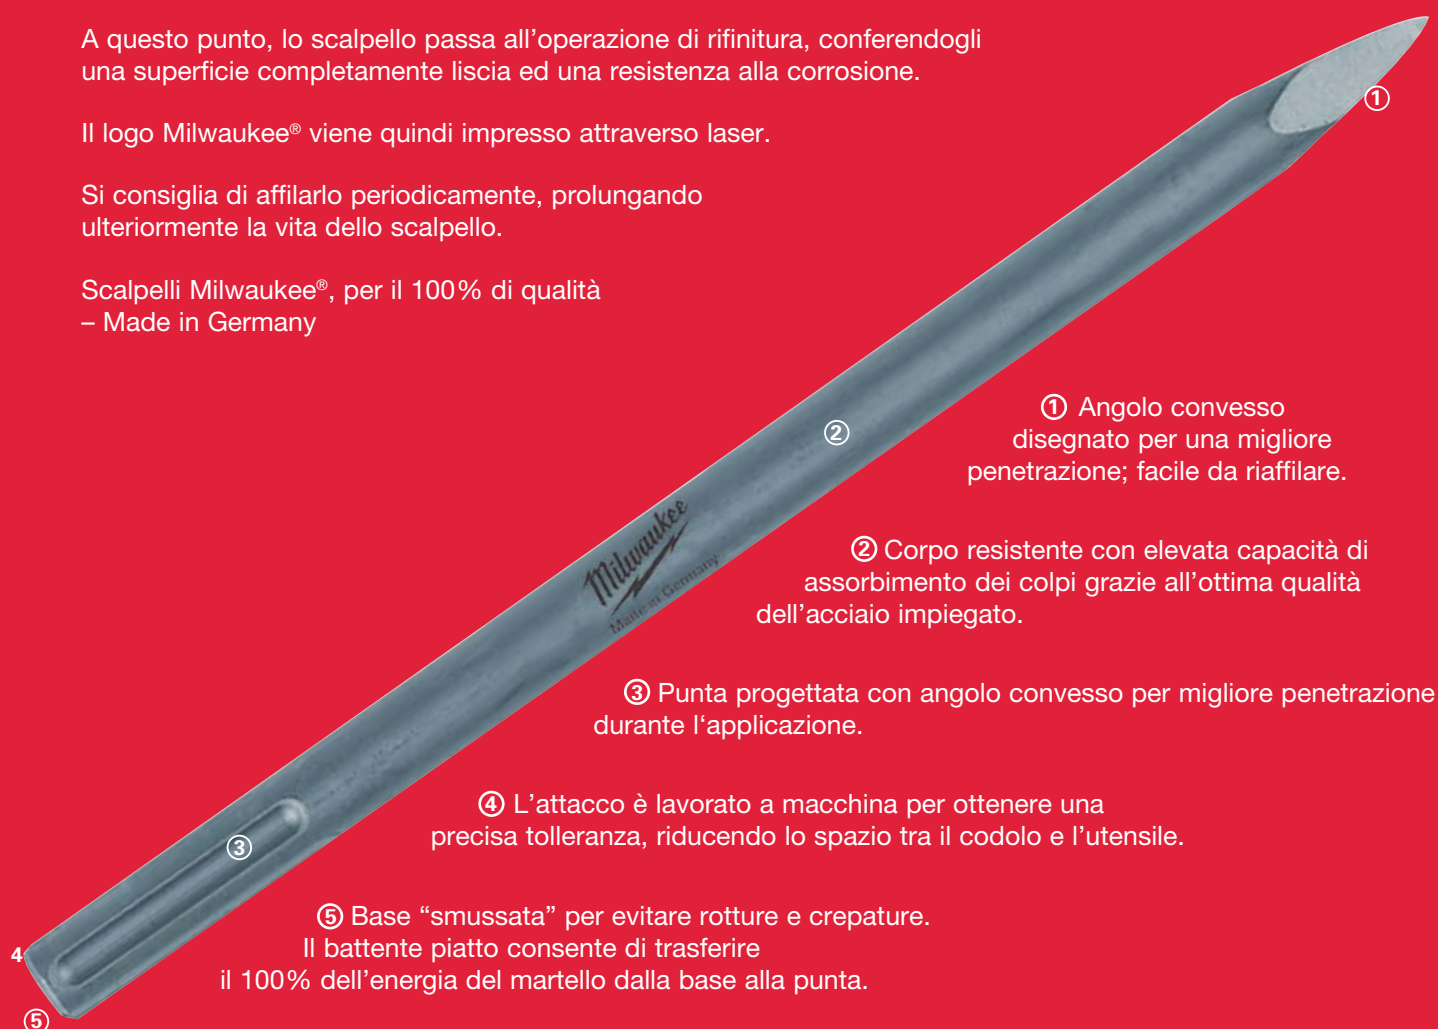 A questo punto, lo scalpello passa all’operazione di rifinitura, conferendogli
una superficie completamente liscia ed una resistenza alla corrosione.
Il logo Milwaukee® viene quindi impresso attraverso laser.
Si consiglia di affilarlo periodicamente, prolungando
ulteriormente la vita dello scalpello.
Scalpelli Milwaukee®, per il 100% di qualità
– Made in Germany
①
① Angolo convesso
disegnato per una migliore
penetrazione; facile da riaffilare.
②
Milwaukee
Made in Germany
② Corpo resistente con elevata capacità di
assorbimento dei colpi grazie all’ottima qualità
dell’acciaio impiegato.
③ Punta progettata con angolo convesso per migliore penetrazione
durante l‘applicazione.
④ L’attacco è lavorato a macchina per ottenere una
precisa tolleranza, riducendo lo spazio tra il codolo e l’utensile.
③
⑤ Base “smussata” per evitare rotture e crepature.
Il battente piatto consente di trasferire
il 100% dell’energia del martello dalla base alla punta.
4
⑤